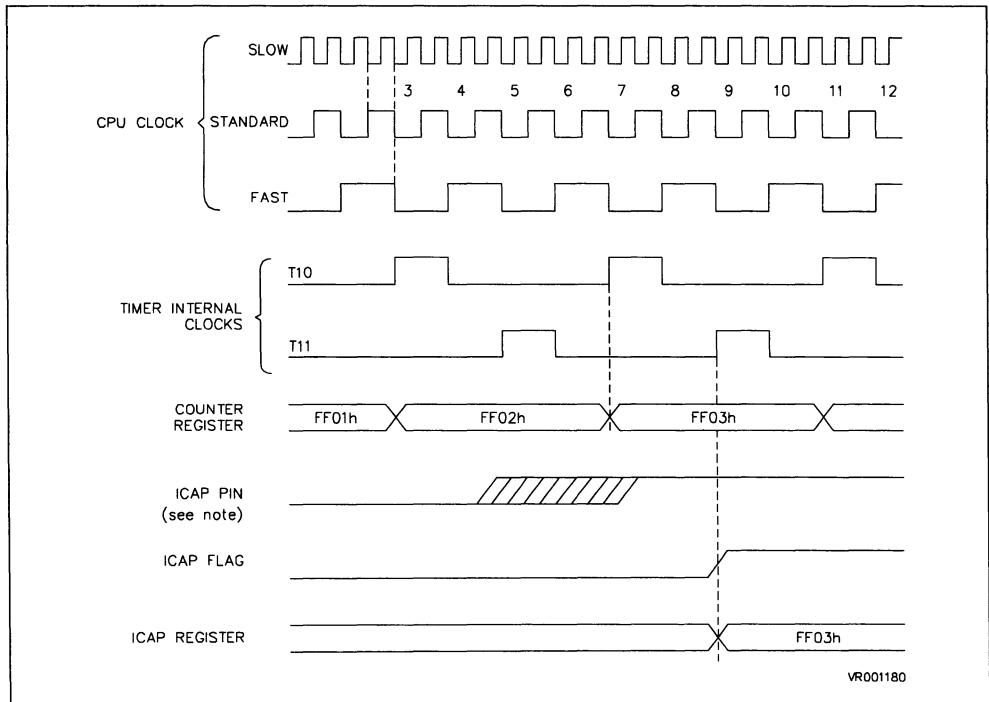 SLOW
3 4 5 6 7 8 9 10 11 12
CPU CLOCK
STANDARD
FAST
T10
TIMER INTERNAL
CLOCKS
T11
COUNTER
REGISTER
FF01h FF02h FF03h
ICAP PIN
(see note)
ICAP FLAG
ICAP REGISTER
FF03h
VR001180